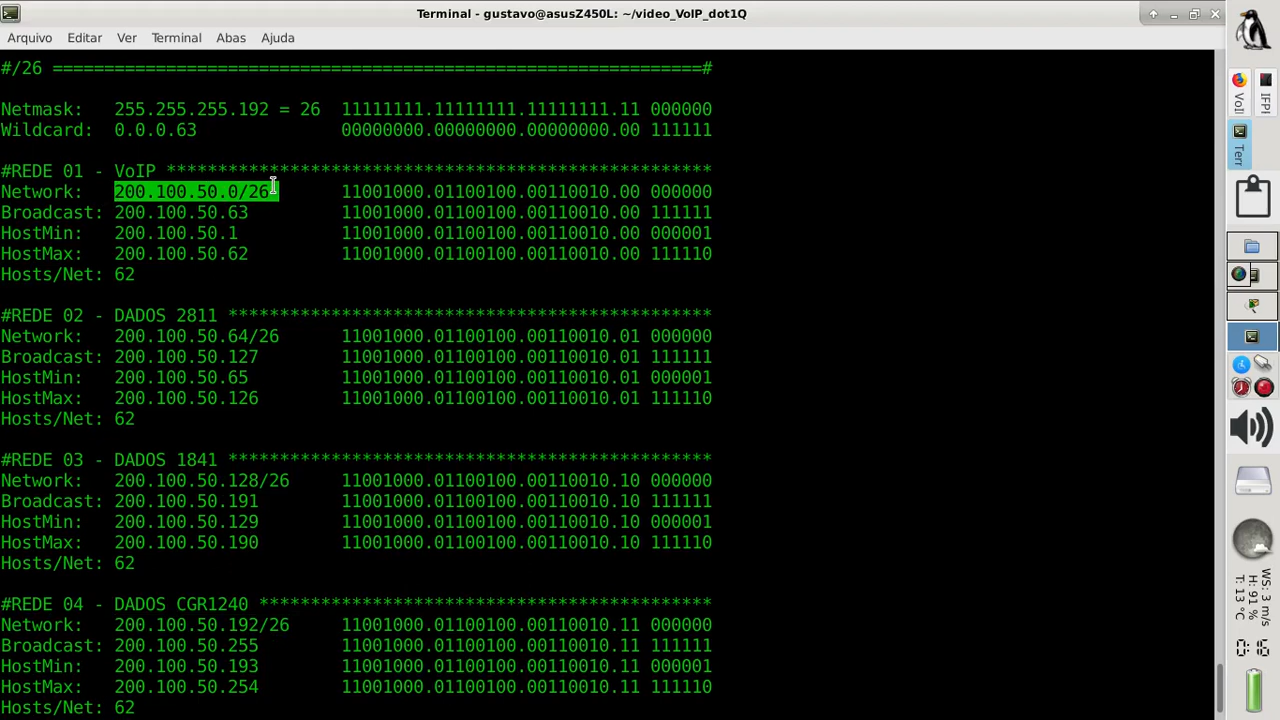 Terminal - gustavo@asusZ450L: ~/video_VoIP_dot1Q
Arquivo Editar Ver Terminal Abas Ajuda
#/26 ===============================================================#
Netmask: 255.255.255.192 = 26 11111111.11111111.11111111.11 000000
Wildcard: 0.0.0.63 00000000.00000000.00000000.00 111111
#REDE 01 - VoIP *****************************************************
Network: 200.100.50.0/26 11001000.01100100.00110010.00 000000
Broadcast: 200.100.50.63 11001000.01100100.00110010.00 111111
HostMin: 200.100.50.1 11001000.01100100.00110010.00 000001
HostMax: 200.100.50.62 11001000.01100100.00110010.00 111110
Hosts/Net: 62
#REDE 02 - DADOS 2811 ***********************************************
Network: 200.100.50.64/26 11001000.01100100.00110010.01 000000
Broadcast: 200.100.50.127 11001000.01100100.00110010.01 111111
HostMin: 200.100.50.65 11001000.01100100.00110010.01 000001
HostMax: 200.100.50.126 11001000.01100100.00110010.01 111110
Hosts/Net: 62
#REDE 03 - DADOS 1841 ***********************************************
Network: 200.100.50.128/26 11001000.01100100.00110010.10 000000
Broadcast: 200.100.50.191 11001000.01100100.00110010.10 111111
HostMin: 200.100.50.129 11001000.01100100.00110010.10 000001
HostMax: 200.100.50.190 11001000.01100100.00110010.10 111110
Hosts/Net: 62
#REDE 04 - DADOS CGR1240 ********************************************
Network: 200.100.50.192/26 11001000.01100100.00110010.11 000000
Broadcast: 200.100.50.255 11001000.01100100.00110010.11 111111
HostMin: 200.100.50.193 11001000.01100100.00110010.11 000001
HostMax: 200.100.50.254 11001000.01100100.00110010.11 111110
Hosts/Net: 62
VoI
IFPI
Terr
WS: 3 m/s
H: 91 %
T: 13 °C
0:16